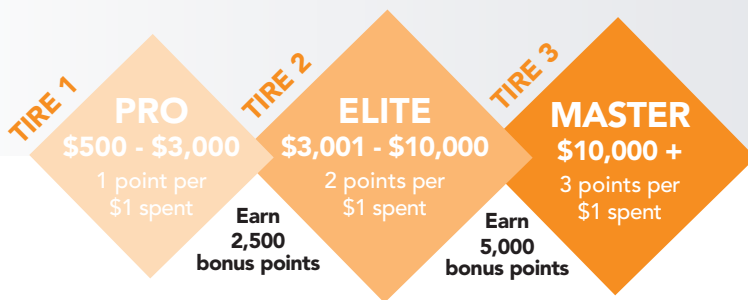 TIRE 1
PRO
$500 - $3,000
1 point per
$1 spent
Earn
2,500
bonus points
TIRE 2
ELITE
$3,001 - $10,000
2 points per
$1 spent
Earn
5,000
bonus points
TIRE 3
MASTER
$10,000 +
3 points per
$1 spent